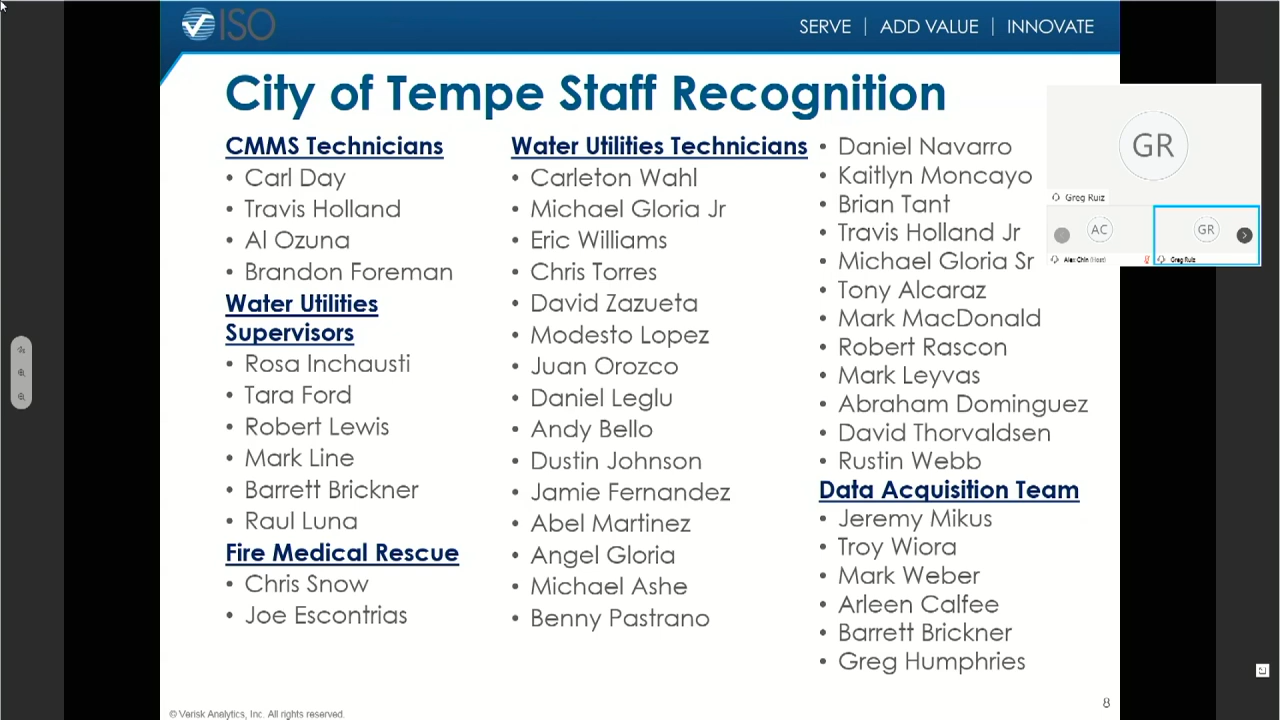 ISO
SERVE | ADD VALUE | INNOVATE
City of Tempe Staff Recognition
CMMS Technicians
• Carl Day
• Travis Holland
• Al Ozuna
• Brandon Foreman
Water Utilities
Supervisors
• Rosa Inchausti
• Tara Ford
• Robert Lewis
• Mark Line
• Barrett Brickner
• Raul Luna
Fire Medical Rescue
• Chris Snow
• Joe Escontrias
Water Utilities Technicians
• Carleton Wahl
• Michael Gloria Jr
• Eric Williams
• Chris Torres
• David Zazueta
• Modesto Lopez
• Juan Orozco
• Daniel Leglu
• Andy Bello
• Dustin Johnson
• Jamie Fernandez
• Abel Martinez
• Angel Gloria
• Michael Ashe
• Benny Pastrano
• Daniel Navarro
• Kaitlyn Moncayo
• Brian Tant
• Travis Holland Jr
• Michael Gloria Sr
• Tony Alcaraz
• Mark MacDonald
• Robert Rascon
• Mark Leyvas
• Abraham Dominguez
• David Thorvaldsen
• Rustin Webb
Data Acquisition Team
• Jeremy Mikus
• Troy Wiora
• Mark Weber
• Arleen Calfee
• Barrett Brickner
• Greg Humphries
GR
Greg Ruiz
AC
Alex Chin (Host)
GR
Greg Ruiz
8
© Verisk Analytics, Inc. All rights reserved.